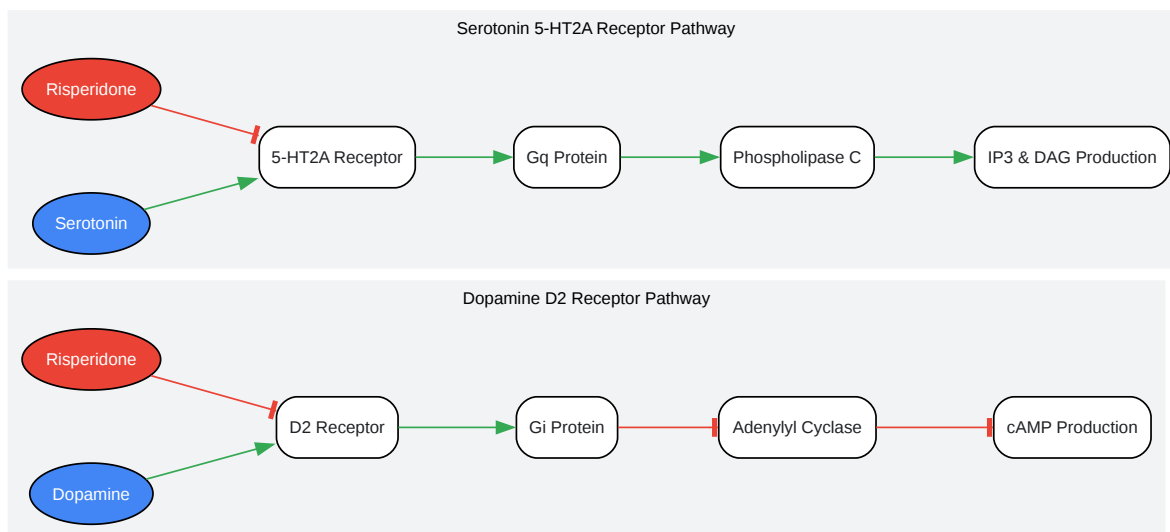 Serotonin 5-HT2A Receptor Pathway
Risperidone
5-HT2A Receptor
Gq Protein
Phospholipase C
IP3 & DAG Production
Serotonin
Dopamine D2 Receptor Pathway
Risperidone
D2 Receptor
Gi Protein
Adenylyl Cyclase
cAMP Production
Dopamine